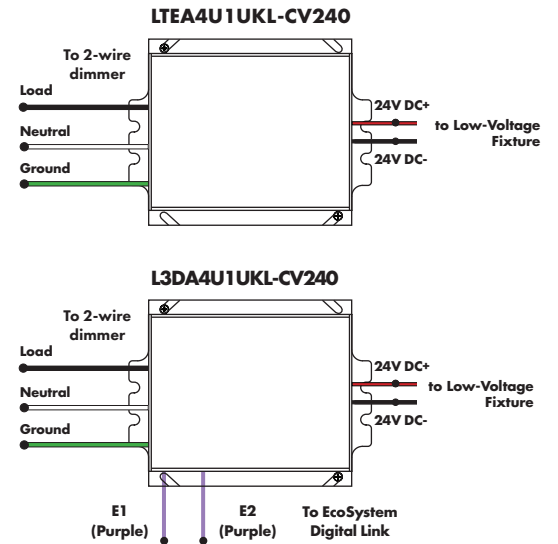 LTEA4U1UKL-CV240
To 2-wire
dimmer
Load
Neutral
Ground
24V DC+
to Low-Voltage
Fixture
24V DC-
L3DA4U1UKL-CV240
To 2-wire
dimmer
Load
Neutral
Ground
24V DC+
to Low-Voltage
Fixture
24V DC-
E1
(Purple)
E2
(Purple)
To EcoSystem
Digital Link